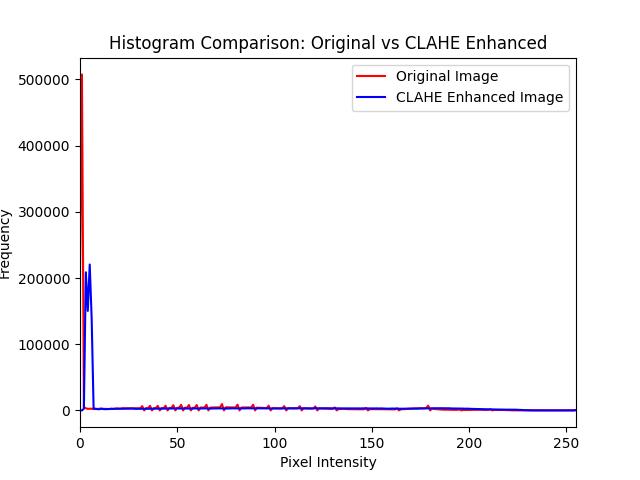 Histogram Comparison: Original vs CLAHE Enhanced
Original Image
CLAHE Enhanced Image
Frequency
500000
400000
300000
200000
100000
0
0 50 100 150 200 250
Pixel Intensity